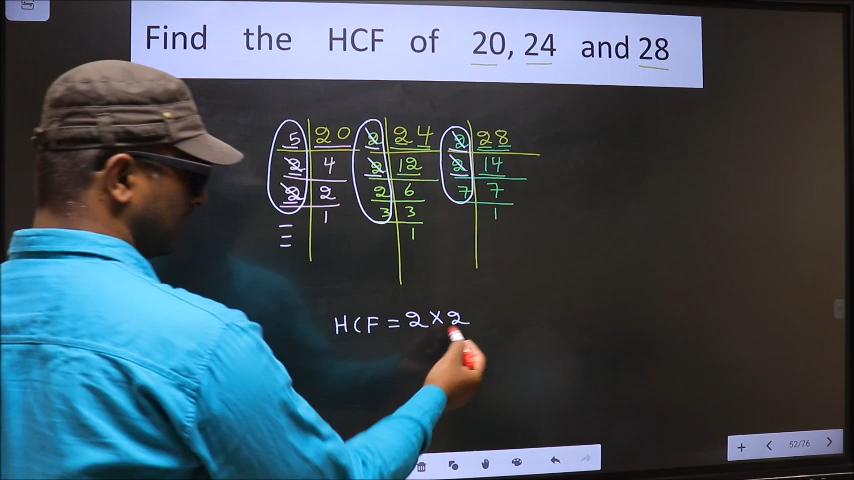 Find the HCF of 20, 24 and 28
5 20 2 24 2 28
2 4 2 12 2 14
2 2 2 6 7 7
1 3 3 1
1
HCF = 2 × 2
52/76